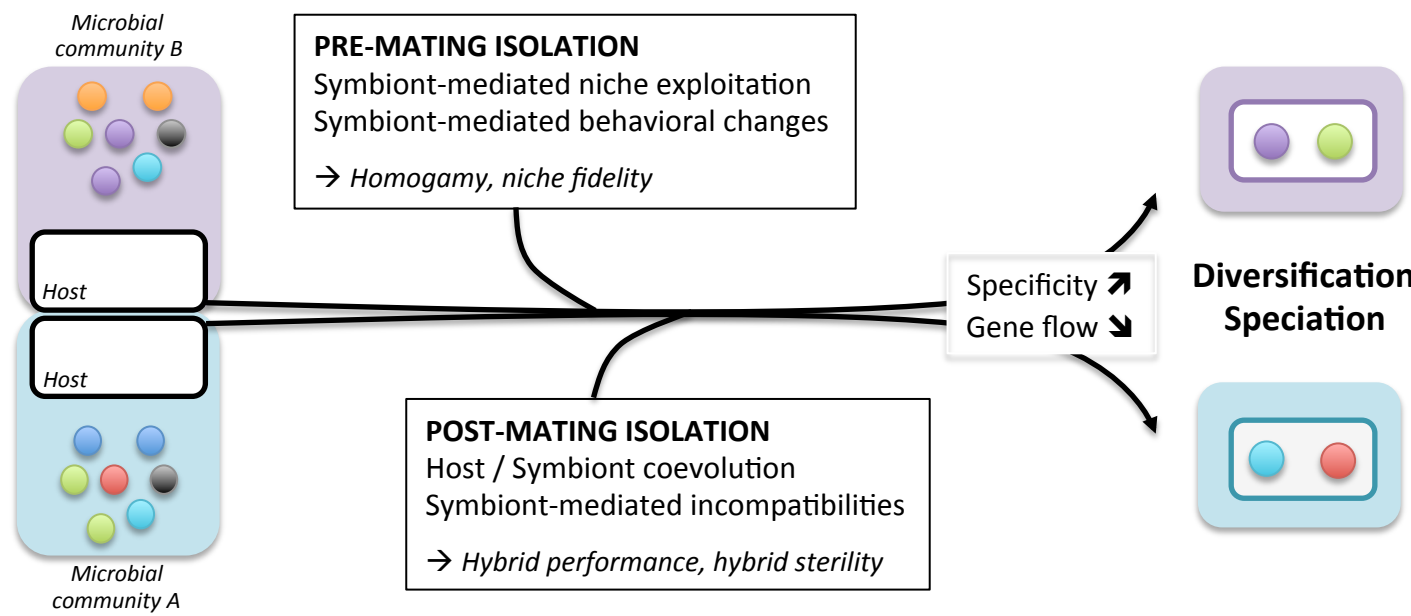 Microbial
community B
Host
Host
Microbial
community A
PRE-MATING ISOLATION
Symbiont-mediated niche exploitation
Symbiont-mediated behavioral changes
→ Homogamy, niche fidelity
POST-MATING ISOLATION
Host / Symbiont coevolution
Symbiont-mediated incompatibilities
→ Hybrid performance, hybrid sterility
Specificity ↗
Gene flow ↘
Diversification
Speciation